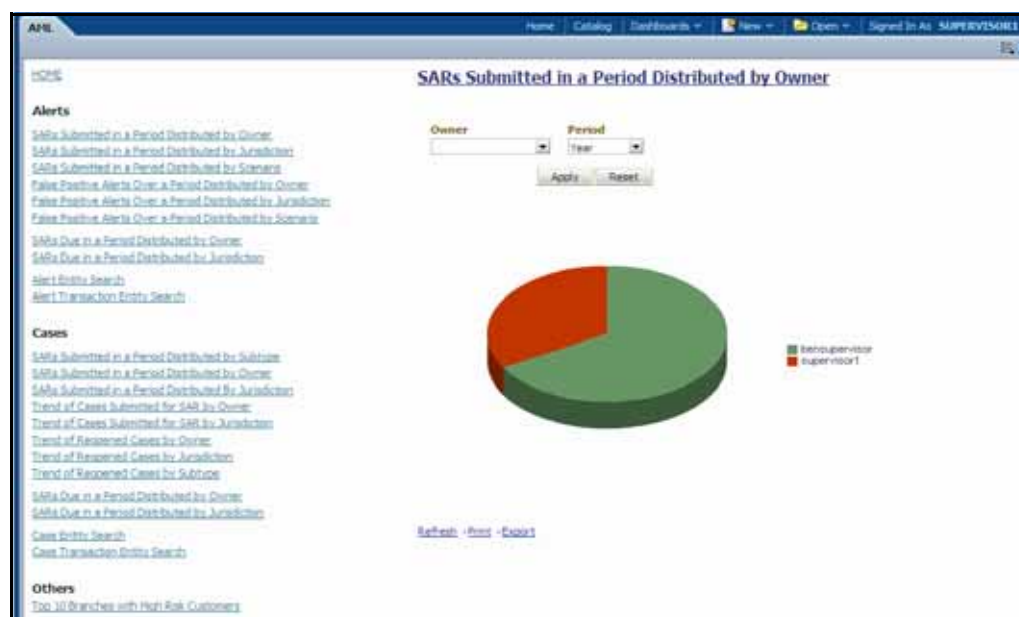 AML
Home Catalog Dashboards New Open Signed In As SUPERVISOR1
HOME
Alerts
SARs Submitted in a Period Distributed by Owner
SARs Submitted in a Period Distributed by Jurisdiction
SARs Submitted in a Period Distributed by Scenario
False Positive Alerts Over a Period Distributed by Owner
False Positive Alerts Over a Period Distributed by Jurisdiction
False Positive Alerts Over a Period Distributed by Scenario
SARs Due in a Period Distributed by Owner
SARs Due in a Period Distributed by Jurisdiction
Alert Entity Search
Alert Transaction Entity Search
Cases
SARs Submitted in a Period Distributed by Subtype
SARs Submitted in a Period Distributed by Owner
SARs Submitted in a Period Distributed By Jurisdiction
Trend of Cases Submitted for SAR by Owner
Trend of Cases Submitted for SAR by Jurisdiction
Trend of Reopened Cases by Owner
Trend of Reopened Cases by Jurisdiction
Trend of Reopened Cases by Subtype
SARs Due in a Period Distributed by Owner
SARs Due in a Period Distributed by Jurisdiction
Case Entity Search
Case Transaction Entity Search
Others
Top 10 Branches with High Risk Customers
SARs Submitted in a Period Distributed by Owner
Owner Period
Year
Apply Reset
bensupervisor
supervisor1
Refresh - Print - Export